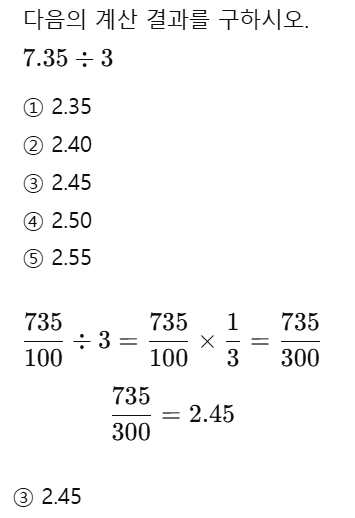 다음의 계산 결과를 구하시오.
7.35 ÷ 3
① 2.35
② 2.40
③ 2.45
④ 2.50
⑤ 2.55
735/100 ÷ 3 = 735/100 × 1/3 = 735/300
735/300 = 2.45
③ 2.45